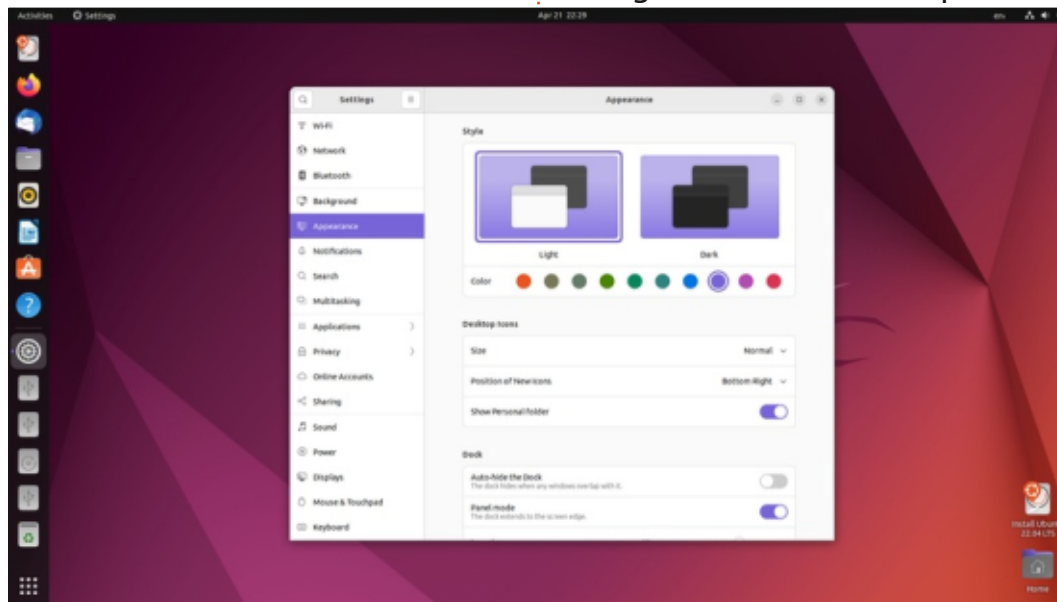 Activities Settings Apr 21 22:29 en
Settings Appearance
Wi-Fi
Network
Bluetooth
Background
Appearance
Notifications
Search
Multitasking
Applications
Privacy
Online Accounts
Sharing
Sound
Power
Displays
Mouse & Touchpad
Keyboard
Style
Light Dark
Color
Desktop Icons
Size Normal
Position of New Icons Bottom Right
Show Personal folder
Dock
Auto-hide the Dock
The dock hides when any windows overlap with it.
Panel mode
The dock extends to the screen edge.
Install Ubun
22.04 LTS
Home